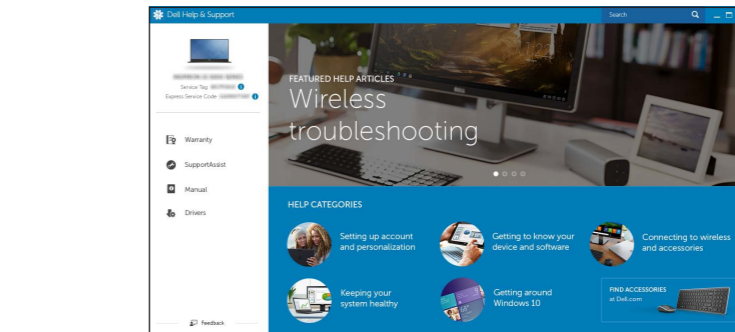 Dell Help & Support
Search
Service Tag:
Express Service Code:
Warranty
SupportAssist
Manual
Drivers
Feedback
FEATURED HELP ARTICLES
Wireless
troubleshooting
HELP CATEGORIES
Setting up account
and personalization
Getting to know your
device and software
Connecting to wireless
and accessories
Keeping your
system healthy
Getting around
Windows 10
FIND ACCESSORIES
at Dell.com